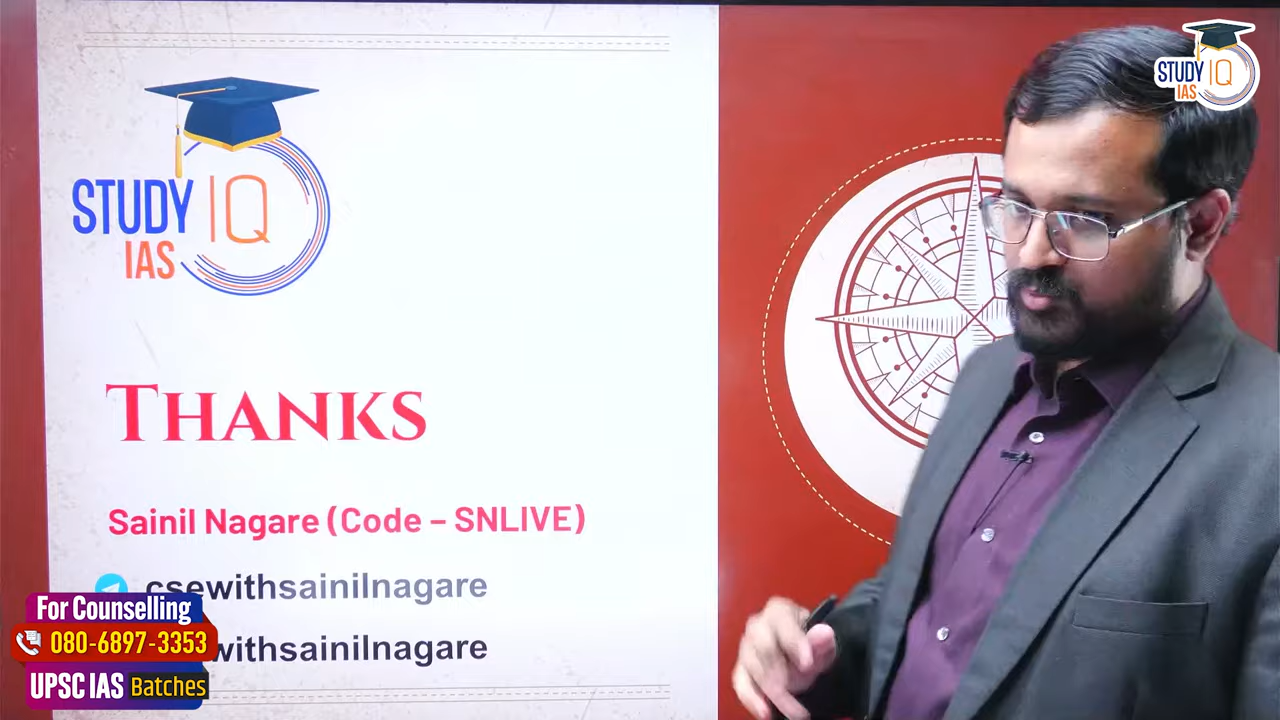 STUDY IQ
IAS
THANKS
Sainil Nagare (Code – SNLIVE)
csewithsainilnagare
withsainilnagare
For Counselling
080-6897-3353
UPSC IAS Batches
STUDY IQ
IAS